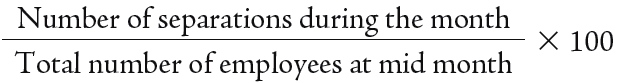 Number of separations during the month
Total number of employees at mid month
× 100